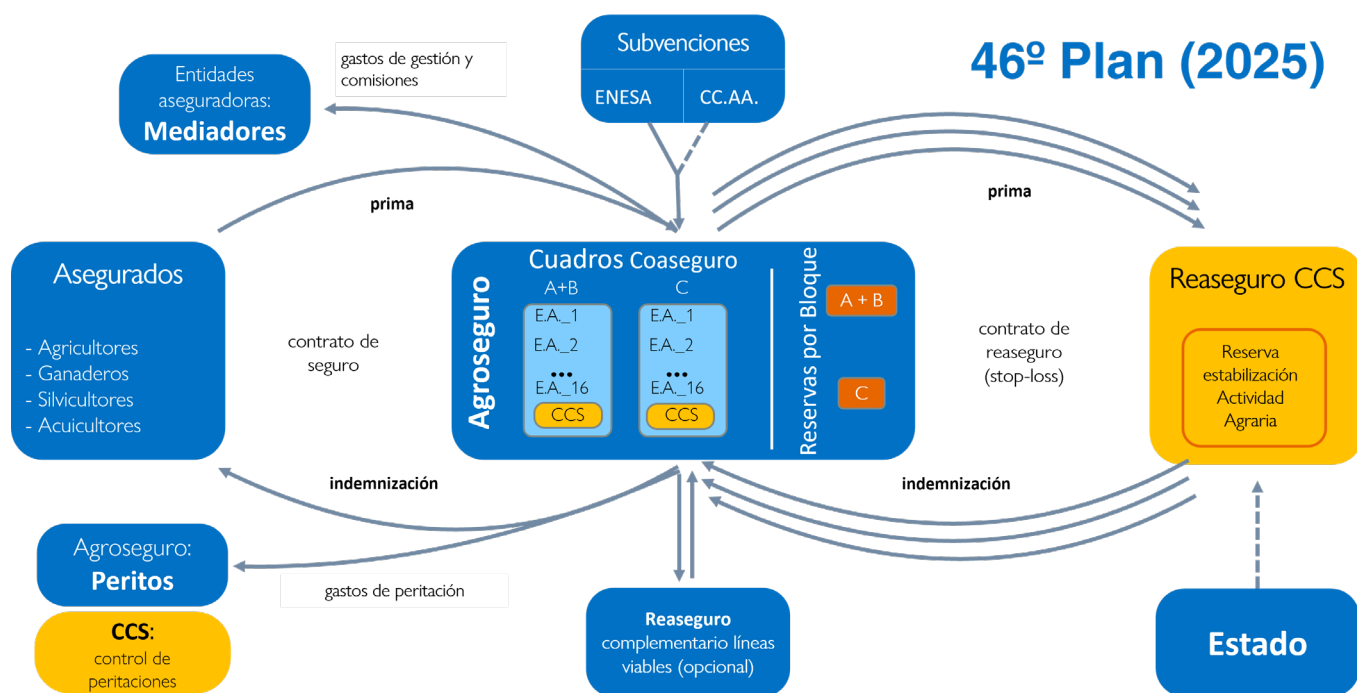 46º Plan (2025)
Subvenciones
ENESA
CC.AA.
Entidades
aseguradoras:
Mediadores
gastos de gestión y
comisiones
prima
prima
Asegurados
- Agricultores
- Ganaderos
- Silvicultores
- Acuicultores
contrato de
seguro
Agroseguro
Cuadros Coaseguro
A+B
E.A._1
E.A._2
...
E.A._16
CCS
C
E.A._1
E.A._2
...
E.A._16
CCS
Reservas por Bloque
A + B
C
contrato de
reaseguro
(stop-loss)
Reaseguro CCS
Reserva
estabilización
Actividad
Agraria
indemnización
indemnización
Agroseguro:
Peritos
gastos de peritación
CCS:
control de
peritaciones
Reaseguro
complementario líneas
viables (opcional)
Estado